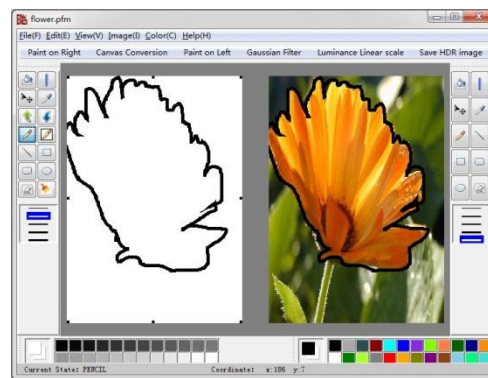 flower.pfm
File(F) Edit(E) View(V) Image(I) Color(C) Help(H)
Paint on Right Canvas Conversion Paint on Left Gaussian Filter Luminance Linear scale Save HDR image
Current State: PENCIL Coordinate: x:186 y:7